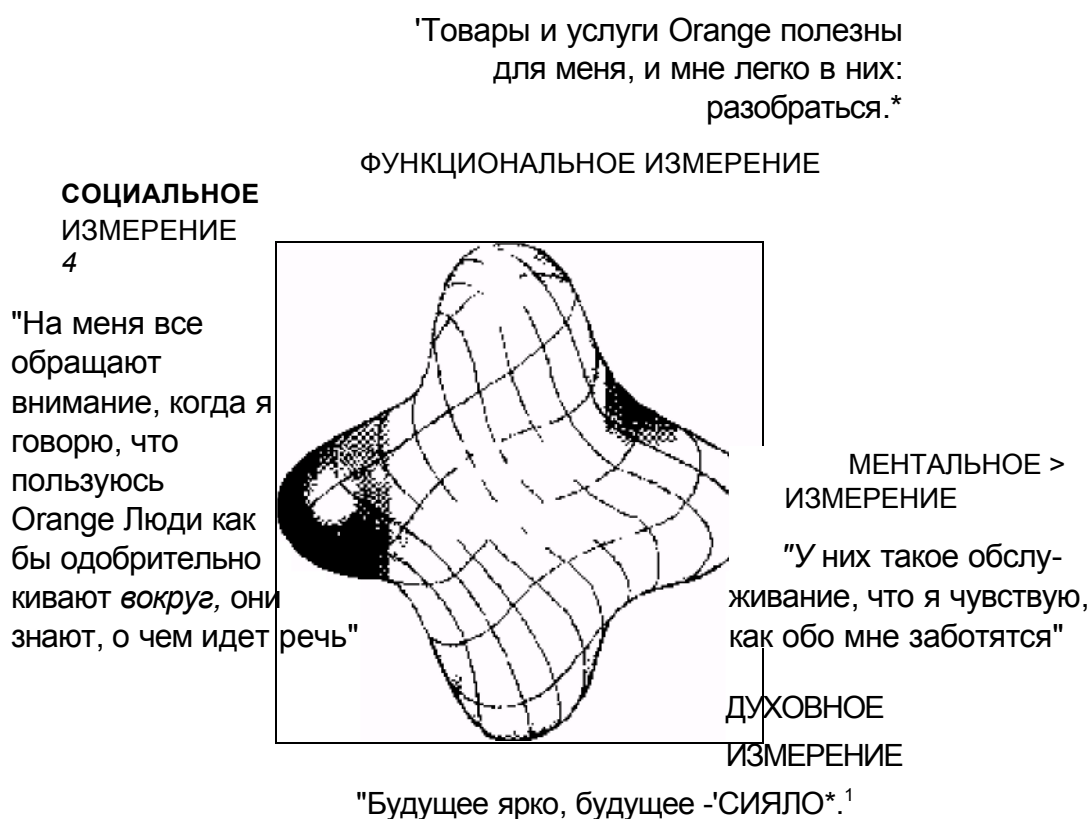 'Товары и услуги Orange полезны
для меня, и мне легко в них:
разобраться.*
ФУНКЦИОНАЛЬНОЕ ИЗМЕРЕНИЕ
СОЦИАЛЬНОЕ
ИЗМЕРЕНИЕ
4
"На меня все
обращают
внимание, когда я
говорю, что
пользуюсь
Orange Люди как
бы одобрительно
кивают вокруг, они
знают, о чем идет речь"
МЕНТАЛЬНОЕ >
ИЗМЕРЕНИЕ
"У них такое обслу-
живание, что я чувствую,
как обо мне заботятся"
ДУХОВНОЕ
ИЗМЕРЕНИЕ
"Будущее ярко, будущее -'СИЯЛО*.¹